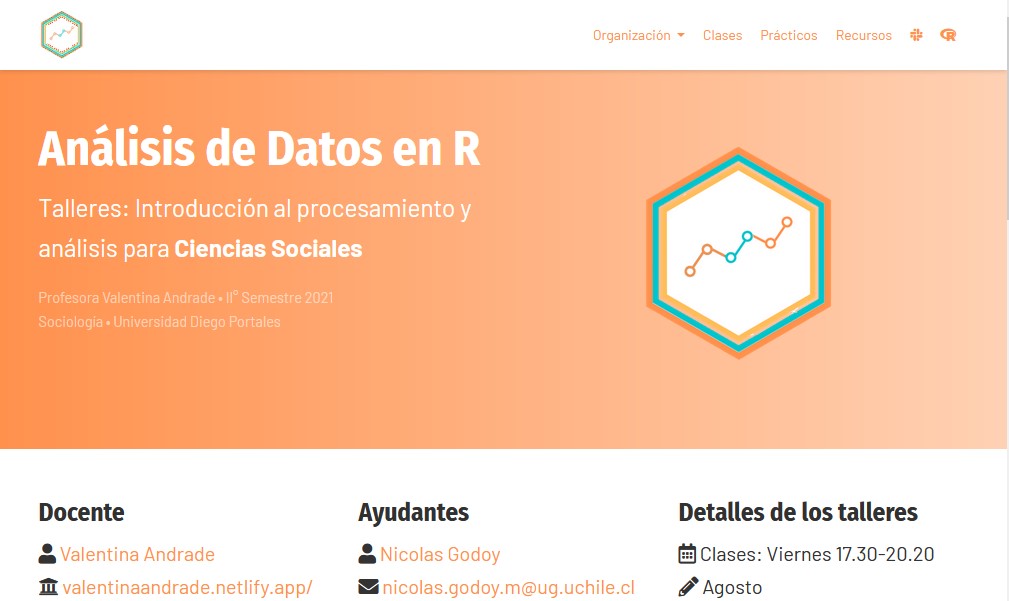 Organización
Clases
Prácticos
Recursos
Análisis de Datos en R
Talleres: Introducción al procesamiento y
análisis para Ciencias Sociales
Profesora Valentina Andrade • II° Semestre 2021
Sociología • Universidad Diego Portales
Docente
Valentina Andrade
valentinaandrade.netlify.app/
Ayudantes
Nicolas Godoy
nicolas.godoy.m@ug.uchile.cl
Detalles de los talleres
Clases: Viernes 17.30-20.20
Agosto